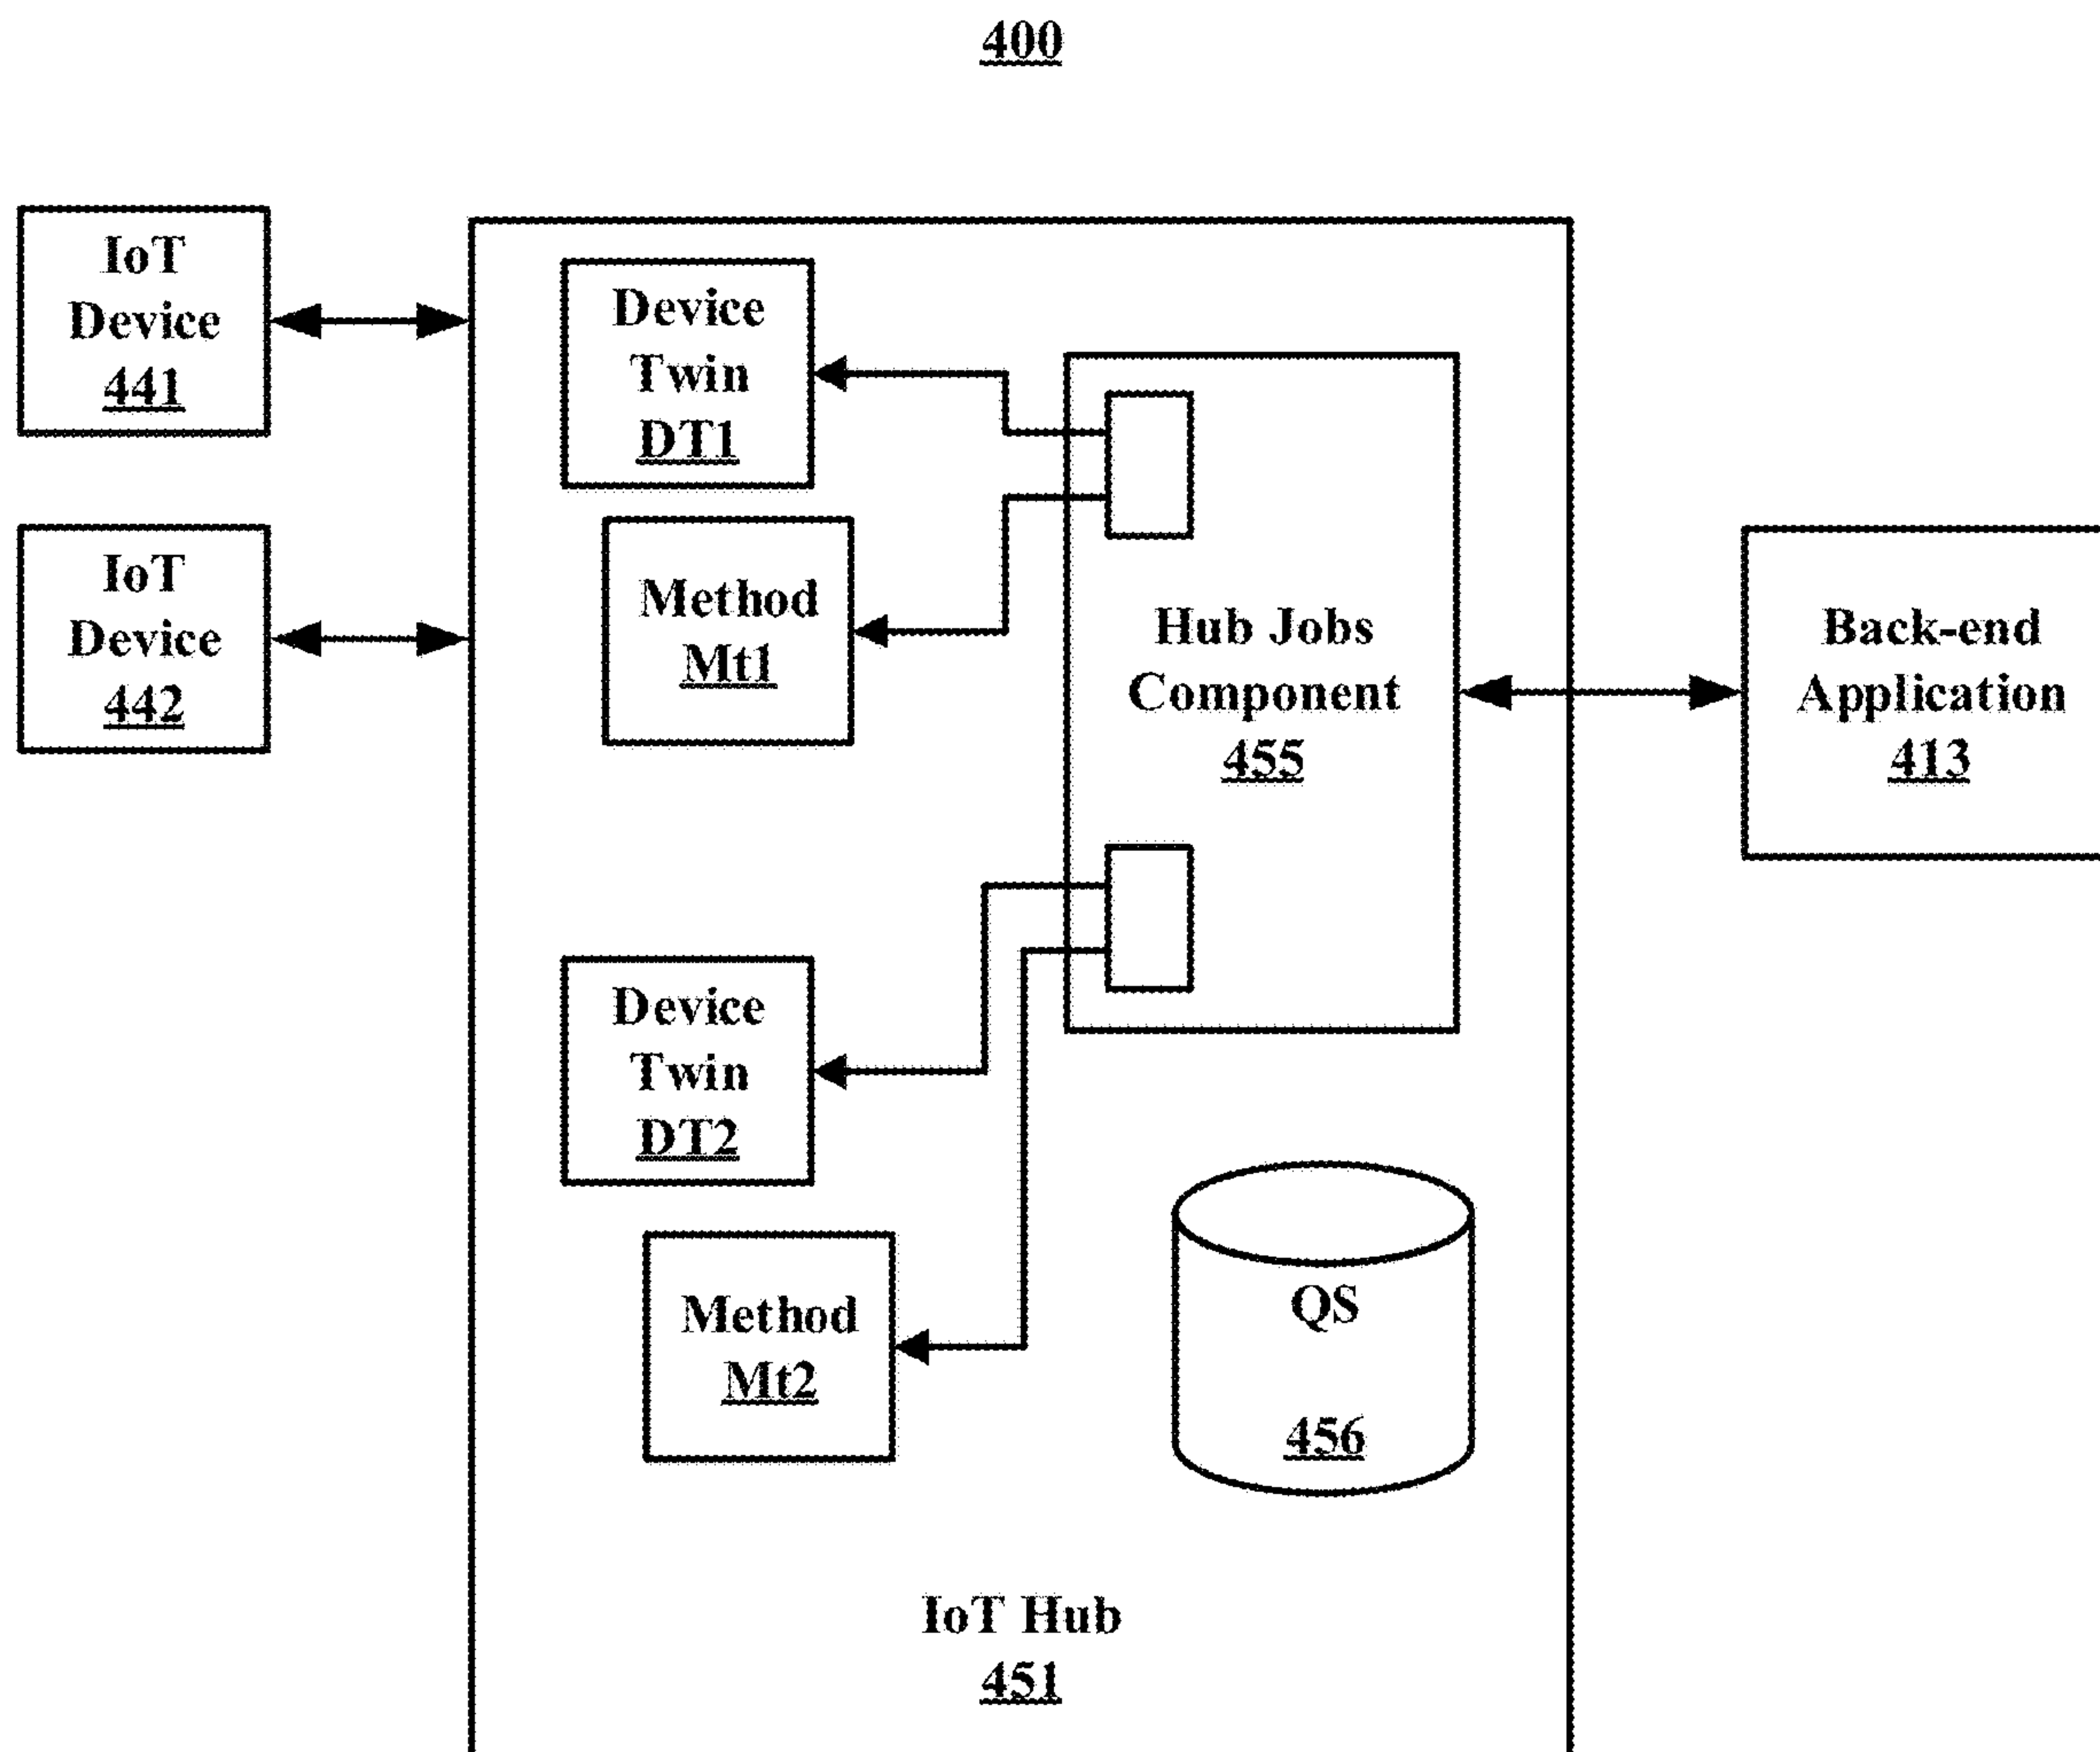 400
IoT
Device
441
IoT
Device
442
Device
Twin
DT1
Method
Mt1
Hub Jobs
Component
455
Back-end
Application
413
Device
Twin
DT2
Method
Mt2
QS
456
IoT Hub
451